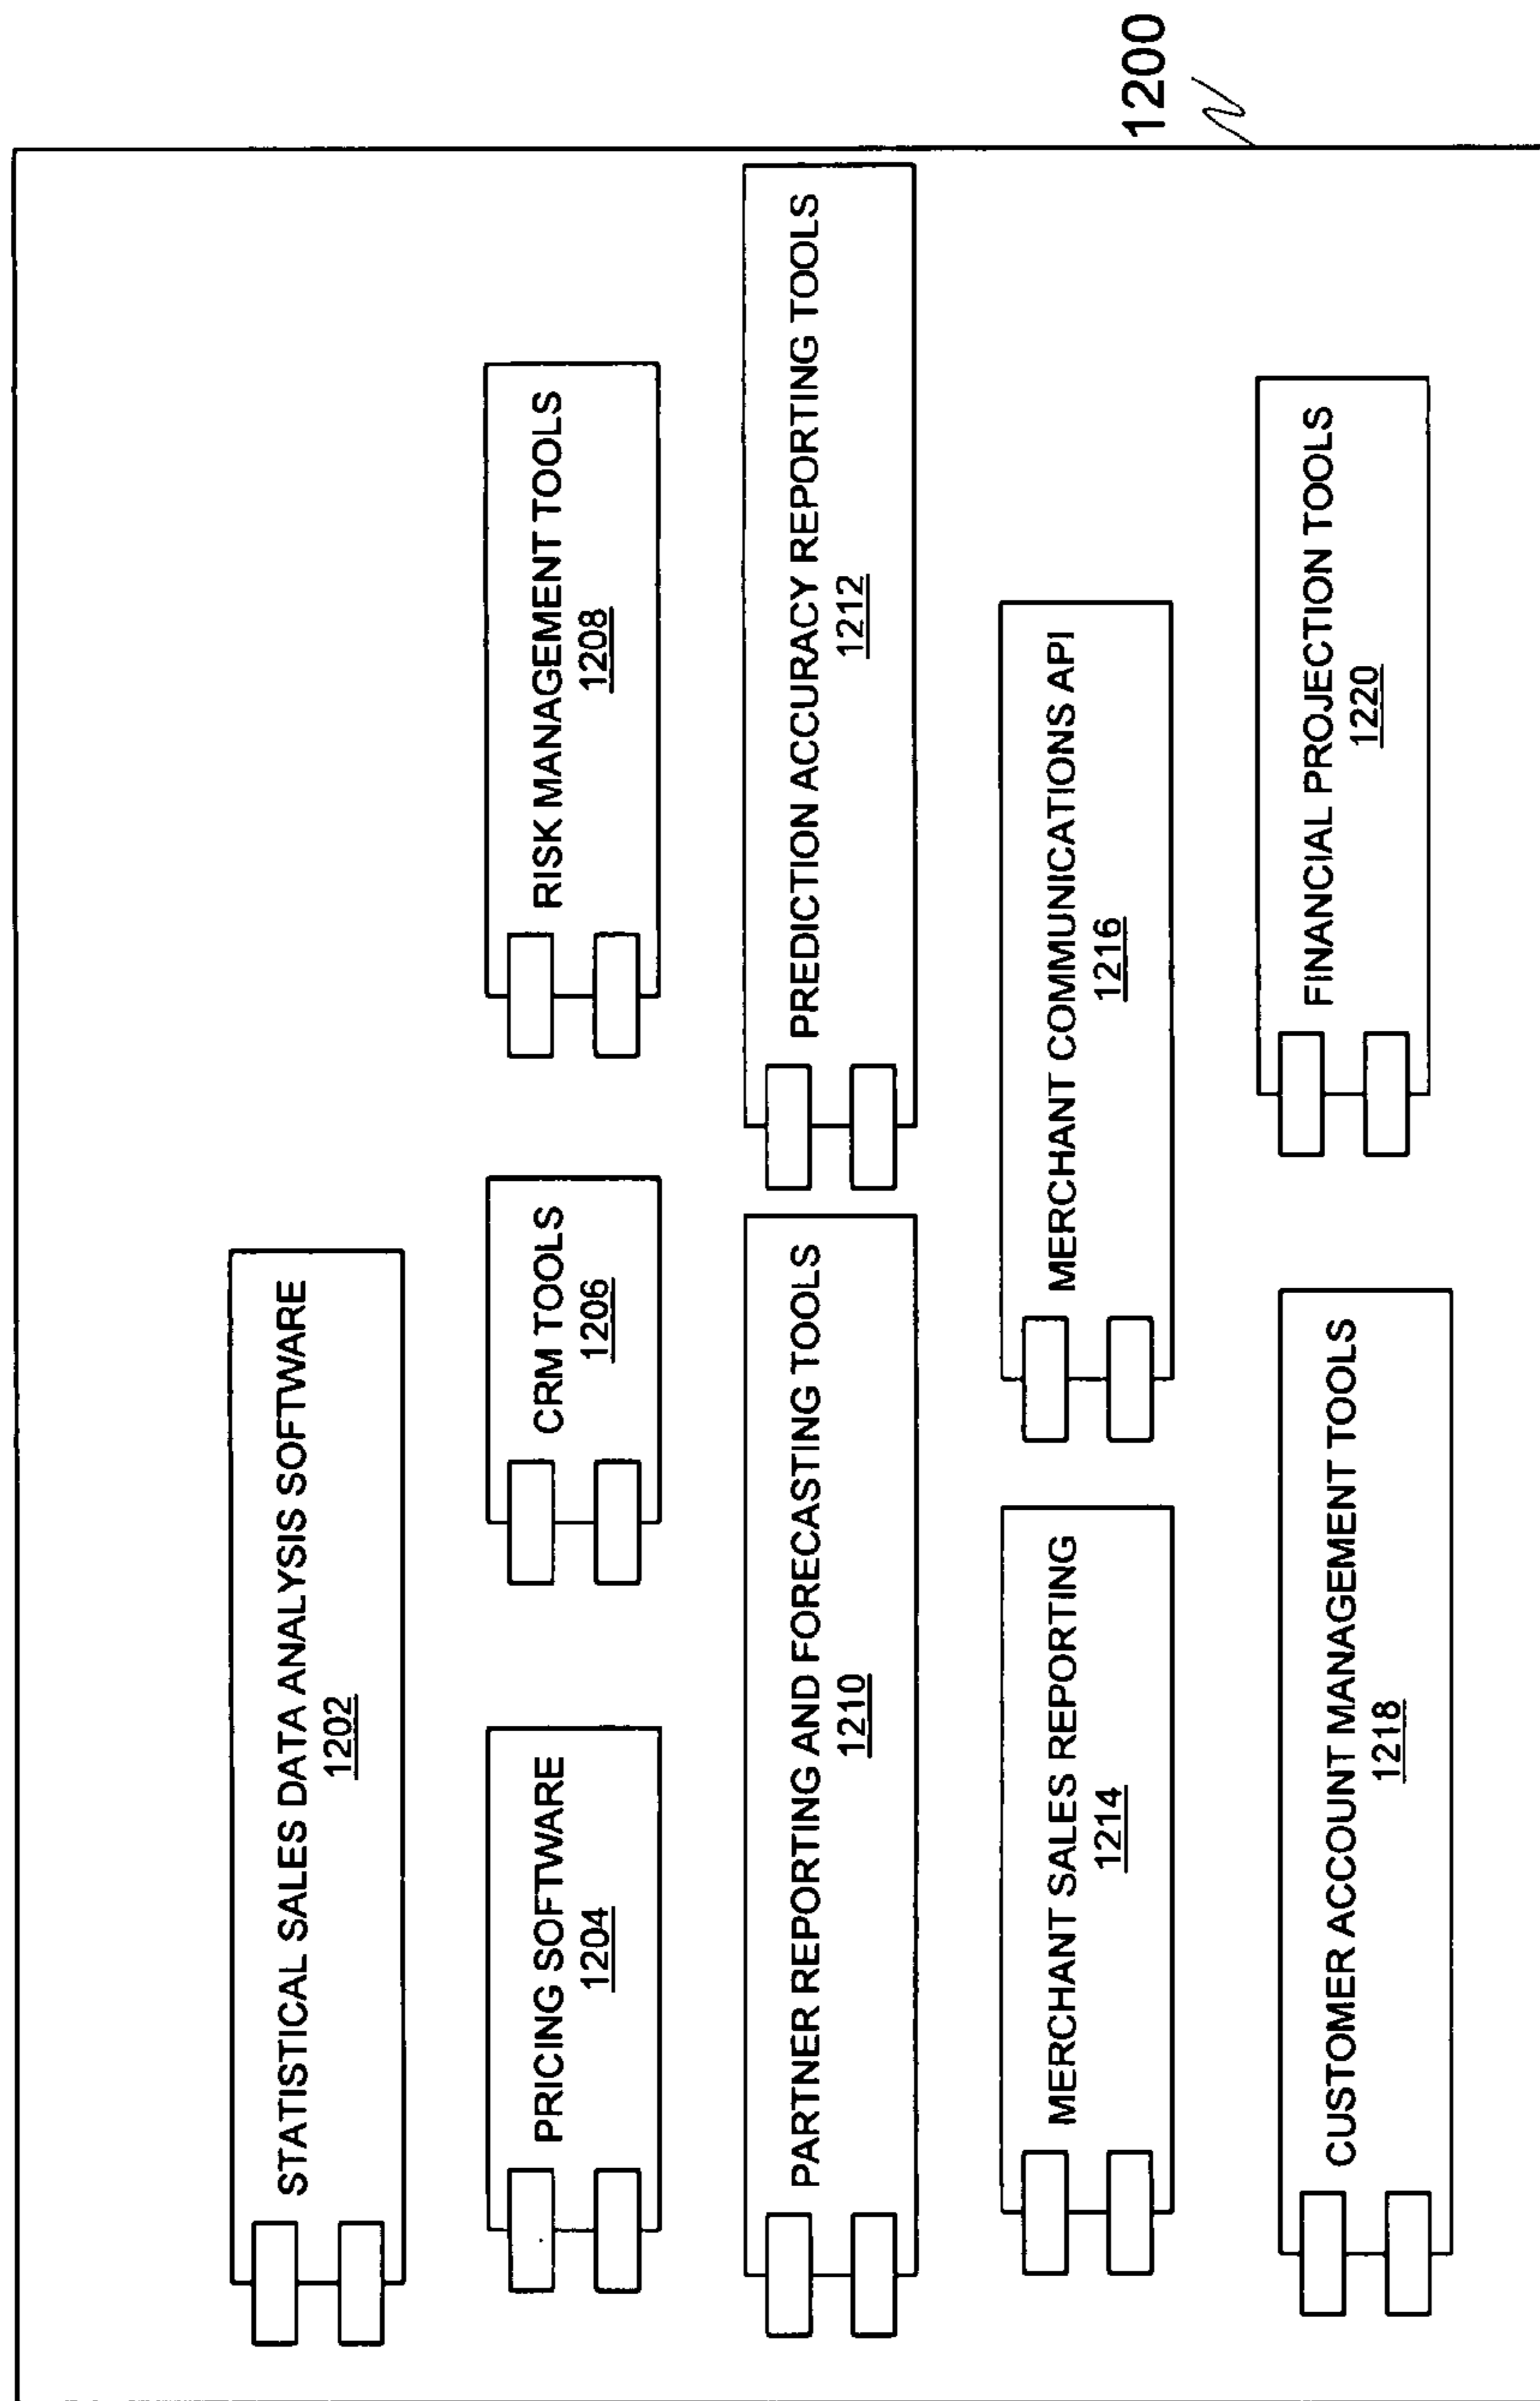 1200
STATISTICAL SALES DATA ANALYSIS SOFTWARE
1202
PRICING SOFTWARE
1204
CRM TOOLS
1206
RISK MANAGEMENT TOOLS
1208
PARTNER REPORTING AND FORECASTING TOOLS
1210
PREDICTION ACCURACY REPORTING TOOLS
1212
MERCHANT SALES REPORTING
1214
MERCHANT COMMUNICATIONS API
1216
CUSTOMER ACCOUNT MANAGEMENT TOOLS
1218
FINANCIAL PROJECTION TOOLS
1220